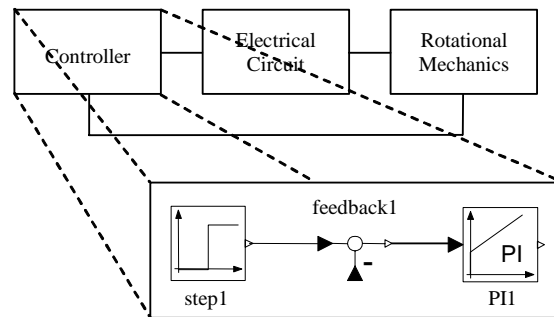 Controller
Electrical
Circuit
Rotational
Mechanics
feedback1
PI
-
step1
PI1